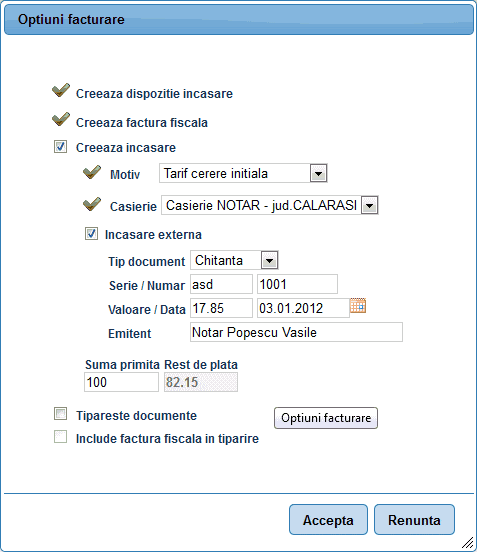 Optiuni facturare
Creeaza dispozitie incasare
Creeaza factura fiscala
Creeaza incasare
Motiv Tarif cerere initiala
Casierie Casierie NOTAR - jud.CALARASI
Incasare externa
Tip document Chitanta
Serie / Numar asd 1001
Valoare / Data 17.85 03.01.2012
Emitent Notar Popescu Vasile
Suma primita Rest de plata
100 82.15
Tipareste documente Optiuni facturare
Include factura fiscala in tiparire
Accepta Renunta